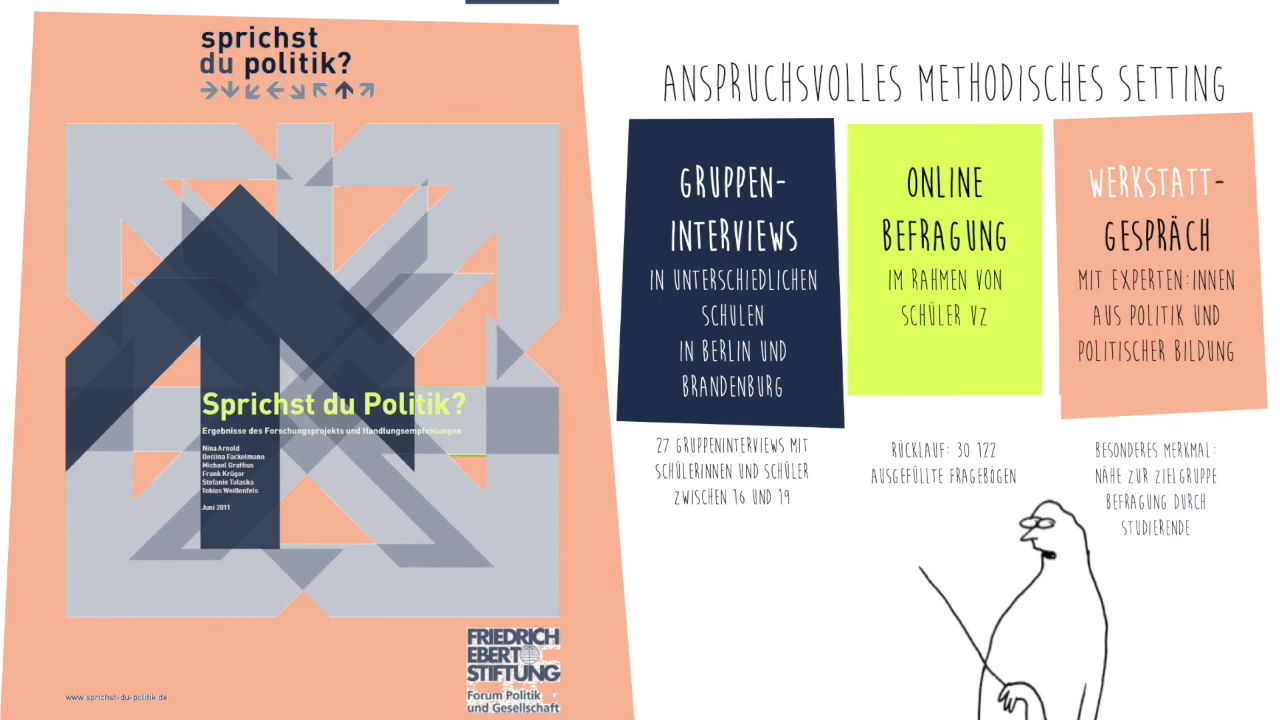 sprichst
du politik?
Sprichst du Politik?
Ergebnisse des Forschungsprojekts und Handlungsempfehlungen
Nina Arnold
Bettina Fackelmann
Michael Graffius
Frank Krüger
Stefanie Talaska
Tobias Weißenfels
Juni 2011
FRIEDRICH
EBERT
STIFTUNG
Forum Politik
und Gesellschaft
www.sprichst-du-politik.de
ANSPRUCHSVOLLES METHODISCHES SETTING
GRUPPEN-
INTERVIEWS
IN UNTERSCHIEDLICHEN
SCHULEN
IN BERLIN UND
BRANDENBURG
27 GRUPPENINTERVIEWS MIT
SCHÜLERINNEN UND SCHÜLER
ZWISCHEN 16 UND 19
ONLINE
BEFRAGUNG
IM RAHMEN VON
SCHÜLER VZ
RÜCKLAUF: 30 122
AUSGEFÜLLTE FRAGEBÖGEN
WERKSTATT-
GESPRÄCH
MIT EXPERTEN:INNEN
AUS POLITIK UND
POLITISCHER BILDUNG
BESONDERES MERKMAL:
NÄHE ZUR ZIELGRUPPE
BEFRAGUNG DURCH
STUDIERENDE